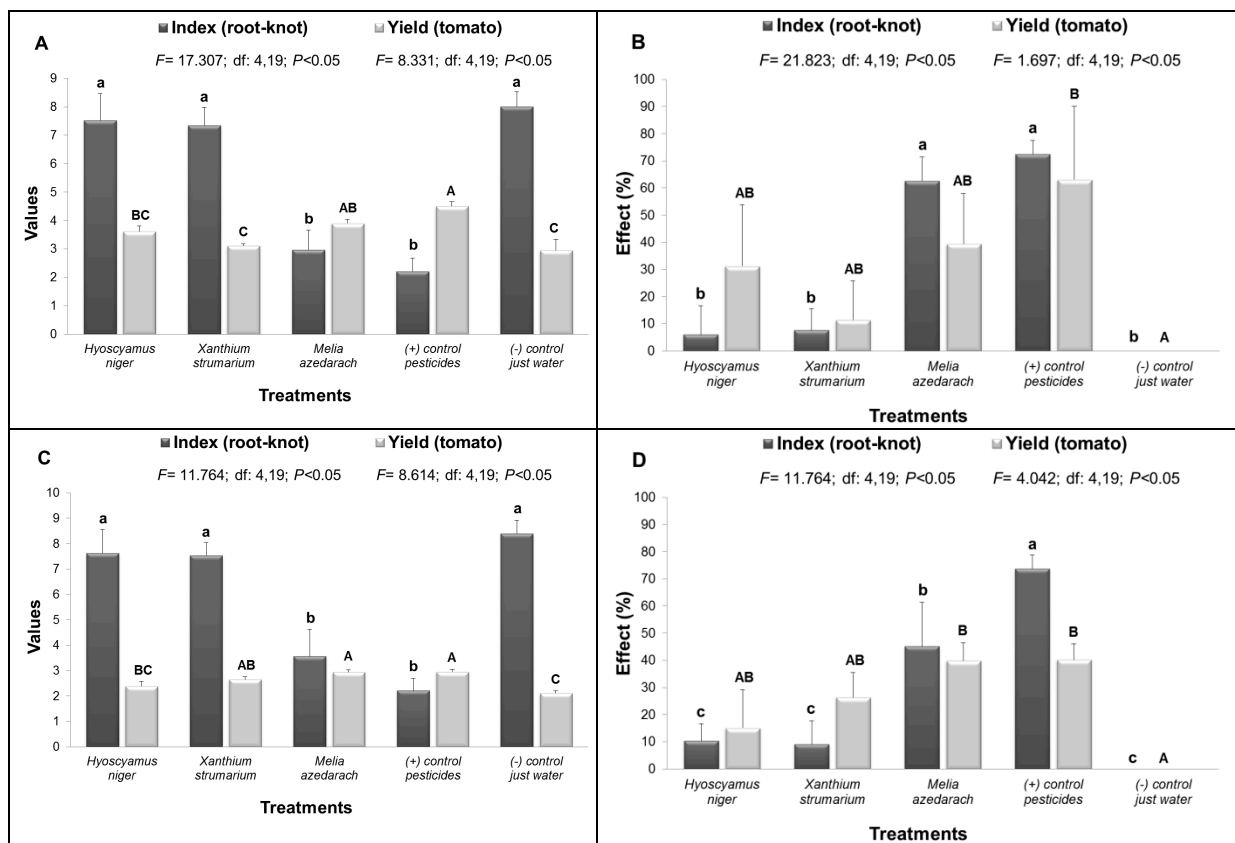 A
Index (root-knot) Yield (tomato)
F= 17.307; df: 4,19; P<0.05 F= 8.331; df: 4,19; P<0.05
Values
9
8
7
6
5
4
3
2
1
0
a
BC
a
C
b
AB
b
A
a
C
Hyoscyamus niger
Xanthium strumarium
Melia azedarach
(+) control pesticides
(-) control just water
Treatments
B
Index (root-knot) Yield (tomato)
F= 21.823; df: 4,19; P<0.05 F= 1.697; df: 4,19; P<0.05
Effect (%)
100
90
80
70
60
50
40
30
20
10
0
b
AB
b
AB
a
AB
a
B
b
A
Hyoscyamus niger
Xanthium strumarium
Melia azedarach
(+) control pesticides
(-) control just water
Treatments
C
Index (root-knot) Yield (tomato)
F= 11.764; df: 4,19; P<0.05 F= 8.614; df: 4,19; P<0.05
Values
10
9
8
7
6
5
4
3
2
1
0
a
BC
a
AB
b
A
b
A
a
C
Hyoscyamus niger
Xanthium strumarium
Melia azedarach
(+) control pesticides
(-) control just water
Treatments
D
Index (root-knot) Yield (tomato)
F= 11.764; df: 4,19; P<0.05 F= 4.042; df: 4,19; P<0.05
Effect (%)
100
90
80
70
60
50
40
30
20
10
0
c
AB
c
AB
b
B
a
B
c
A
Hyoscyamus niger
Xanthium strumarium
Melia azedarach
(+) control pesticides
(-) control just water
Treatments